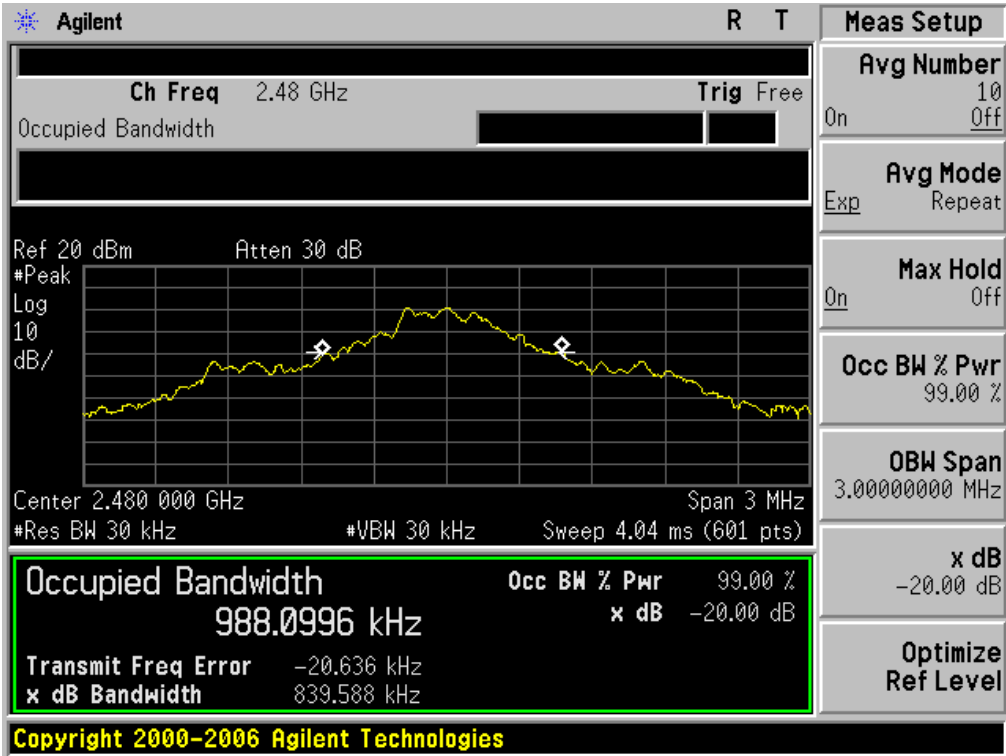 Agilent R T
Ch Freq 2.48 GHz Trig Free
Occupied Bandwidth
Ref 20 dBm Atten 30 dB
#Peak
Log
10
dB/
Center 2.480 000 GHz Span 3 MHz
#Res BW 30 kHz #VBW 30 kHz Sweep 4.04 ms (601 pts)
Occupied Bandwidth Occ BW % Pwr 99.00 %
988.0996 kHz x dB -20.00 dB
Transmit Freq Error -20.636 kHz
x dB Bandwidth 839.588 kHz
Copyright 2000-2006 Agilent Technologies
Meas Setup
Avg Number
10
On Off
Avg Mode
Exp Repeat
Max Hold
On Off
Occ BW % Pwr
99.00 %
OBW Span
3.00000000 MHz
x dB
-20.00 dB
Optimize
Ref Level